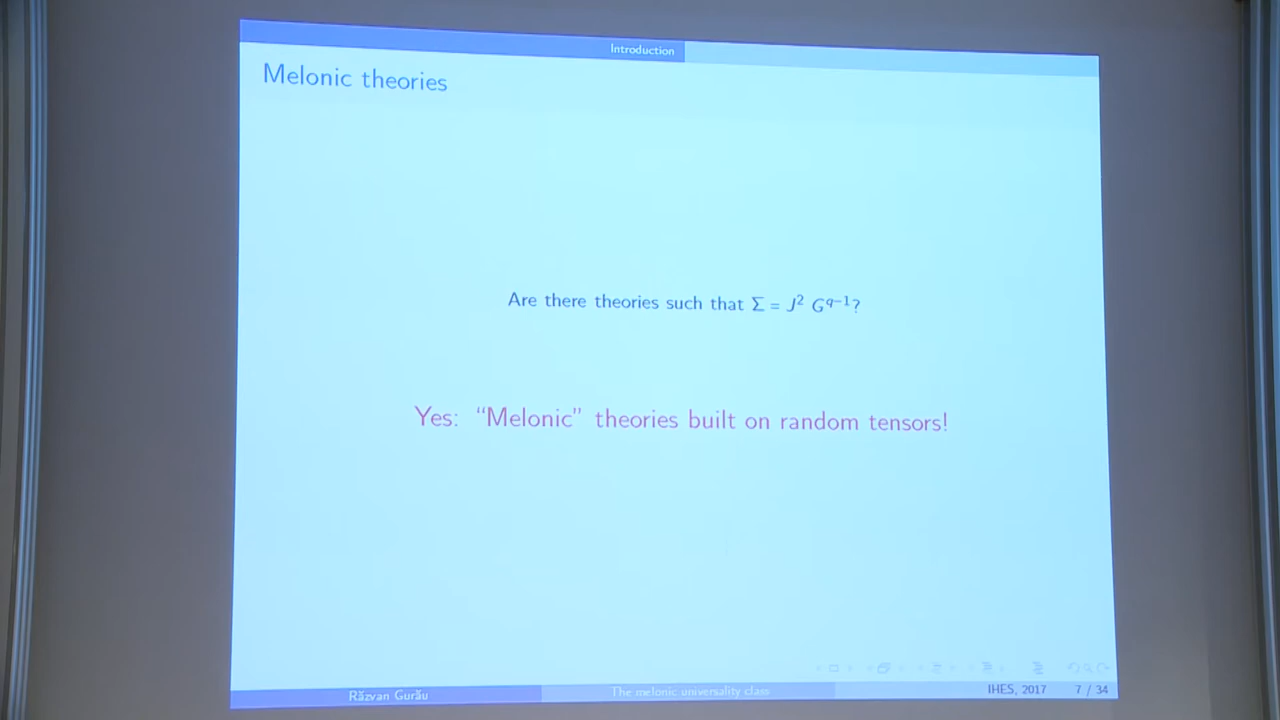 Introduction
Melonic theories
Are there theories such that Σ = J² G^{q−1}?
Yes: “Melonic” theories built on random tensors!
Răzvan Gurău The melonic universality class IHES, 2017 7 / 34